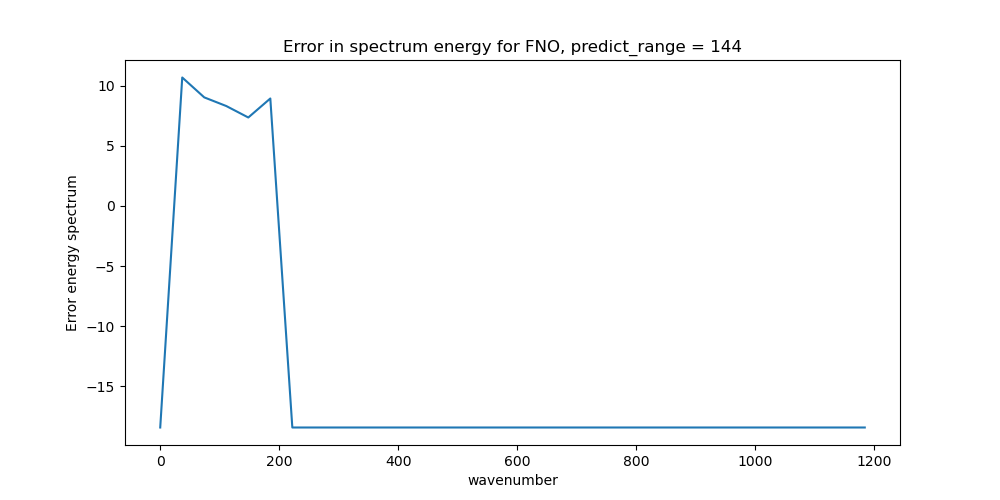 Error in spectrum energy for FNO, predict_range = 144
10
5
0
−5
−10
−15
Error energy spectrum
0 200 400 600 800 1000 1200
wavenumber